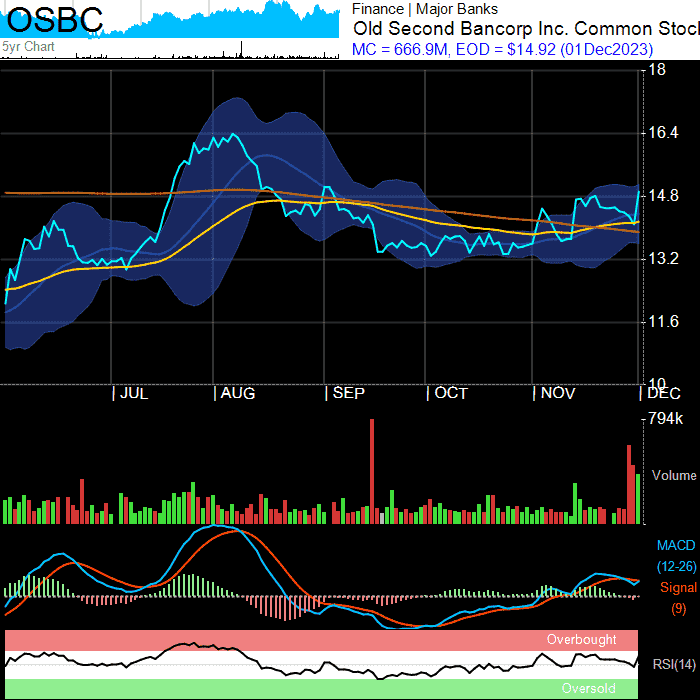 OSBC
5yr Chart
Finance | Major Banks
Old Second Bancorp Inc. Common Stoc
MC = 666.9M, EOD = $14.92 (01Dec2023)
18
16.4
14.8
13.2
11.6
10
| JUL | AUG | SEP | OCT | NOV | DEC
794k
Volume
MACD
(12-26)
Signal
(9)
Overbought
RSI(14)
Oversold